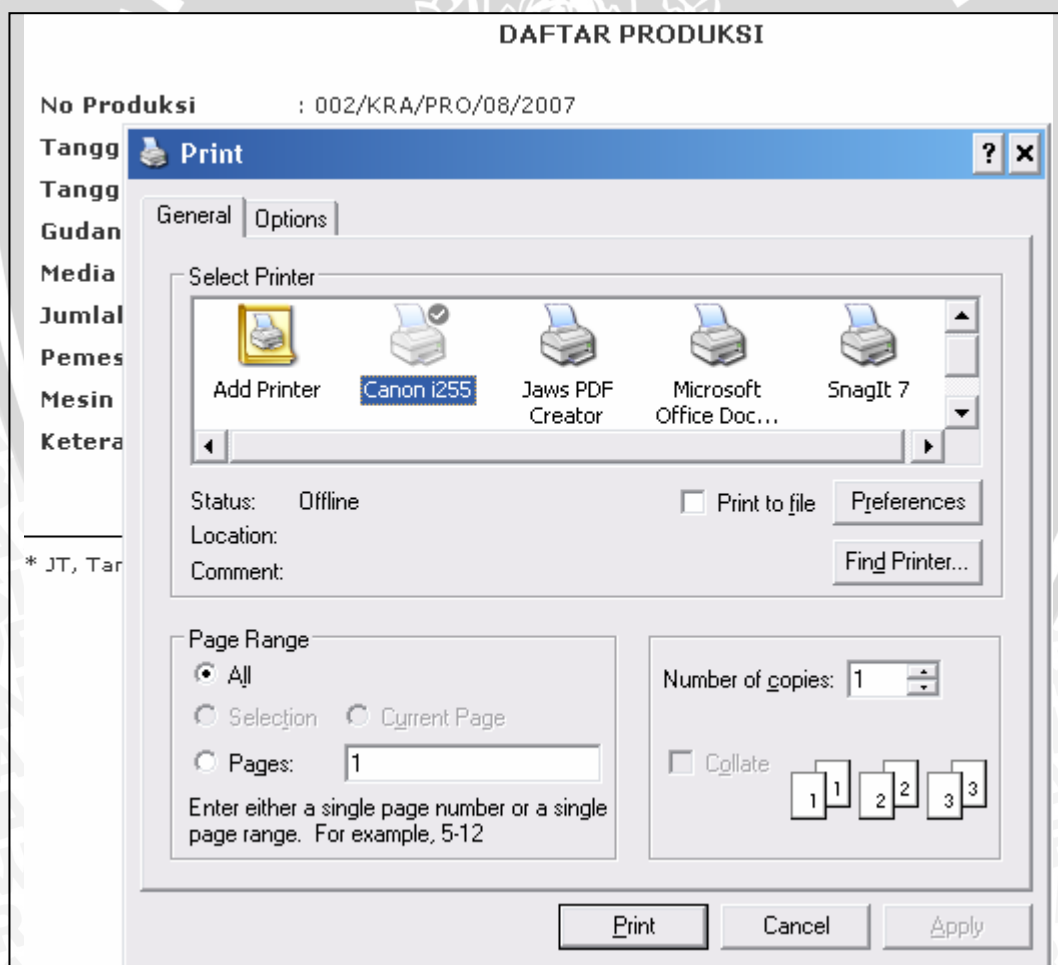 DAFTAR PRODUKSI
No Produksi : 002/KRA/PRO/08/2007
Tangg
Tangg
Gudan
Media
Jumlal
Pemes
Mesin
Ketera
* JT, Tar
Print
General Options
Select Printer
Add Printer Canon i255 Jaws PDF Creator Microsoft Office Doc... SnagIt 7
Status: Offline
Print to file Preferences
Location:
Comment:
Find Printer...
Page Range
All
Selection Current Page
Pages: 1
Enter either a single page number or a single
page range. For example, 5-12
Number of copies: 1
Collate
1 1 2 2 3 3
Print Cancel Apply